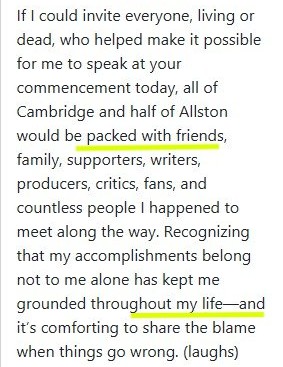 If I could invite everyone, living or
dead, who helped make it possible
for me to speak at your
commencement today, all of
Cambridge and half of Allston
would be packed with friends,
family, supporters, writers,
producers, critics, fans, and
countless people I happened to
meet along the way. Recognizing
that my accomplishments belong
not to me alone has kept me
grounded throughout my life—and
it’s comforting to share the blame
when things go wrong. (laughs)